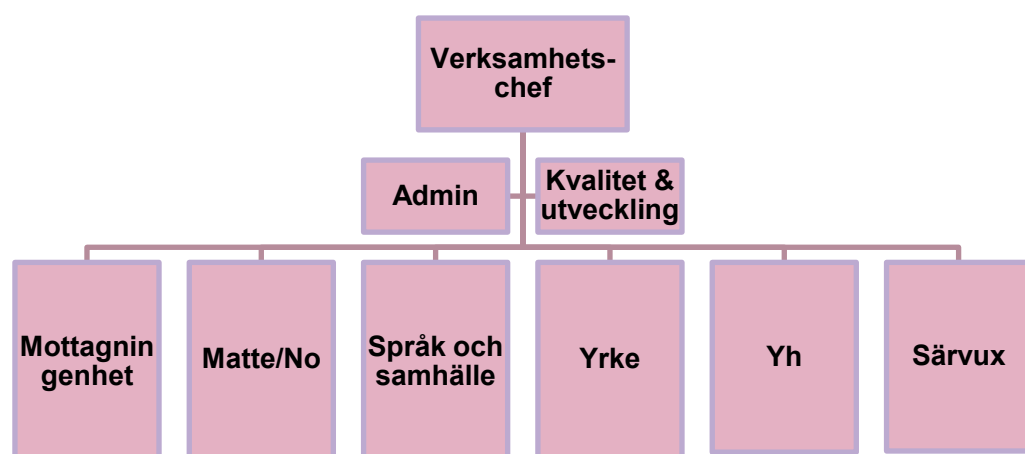 Verksamhets-
chef
Admin
Kvalitet &
utveckling
Mottagnin
genhet
Matte/No
Språk och
samhälle
Yrke
Yh
Särvux